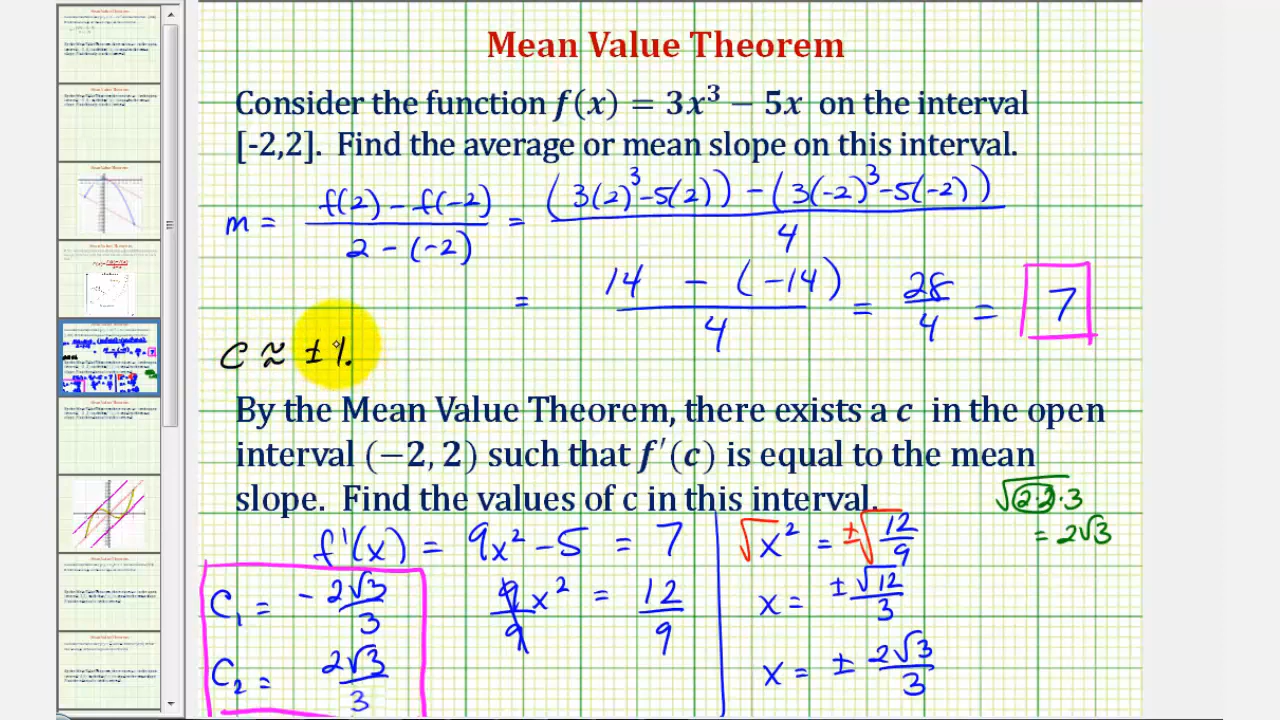 Mean Value Theorem
Consider the function f(x) = 3x³ − 5x on the interval
[-2,2]. Find the average or mean slope on this interval.
m = f(2) - f(-2) / 2 - (-2) = (3(2)³ - 5(2)) - (3(-2)³ - 5(-2)) / 4
= 14 - (-14) / 4 = 28 / 4 = 7
C ≈ ± 1.
By the Mean Value Theorem, there exists a c in the open
interval (−2, 2) such that f′(c) is equal to the mean
slope. Find the values of c in this interval.
√(2·2·3)
= 2√3
f'(x) = 9x² - 5 = 7
9x² / 9 = 12 / 9
C₁ = - 2√3 / 3
C₂ = 2√3 / 3
√x² = ±√(12/9)
x = ± √12 / 3
x = ± 2√3 / 3